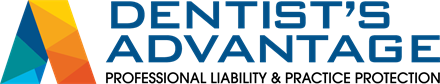 DENTIST'S
ADVANTAGE
PROFESSIONAL LIABILITY & PRACTICE PROTECTION